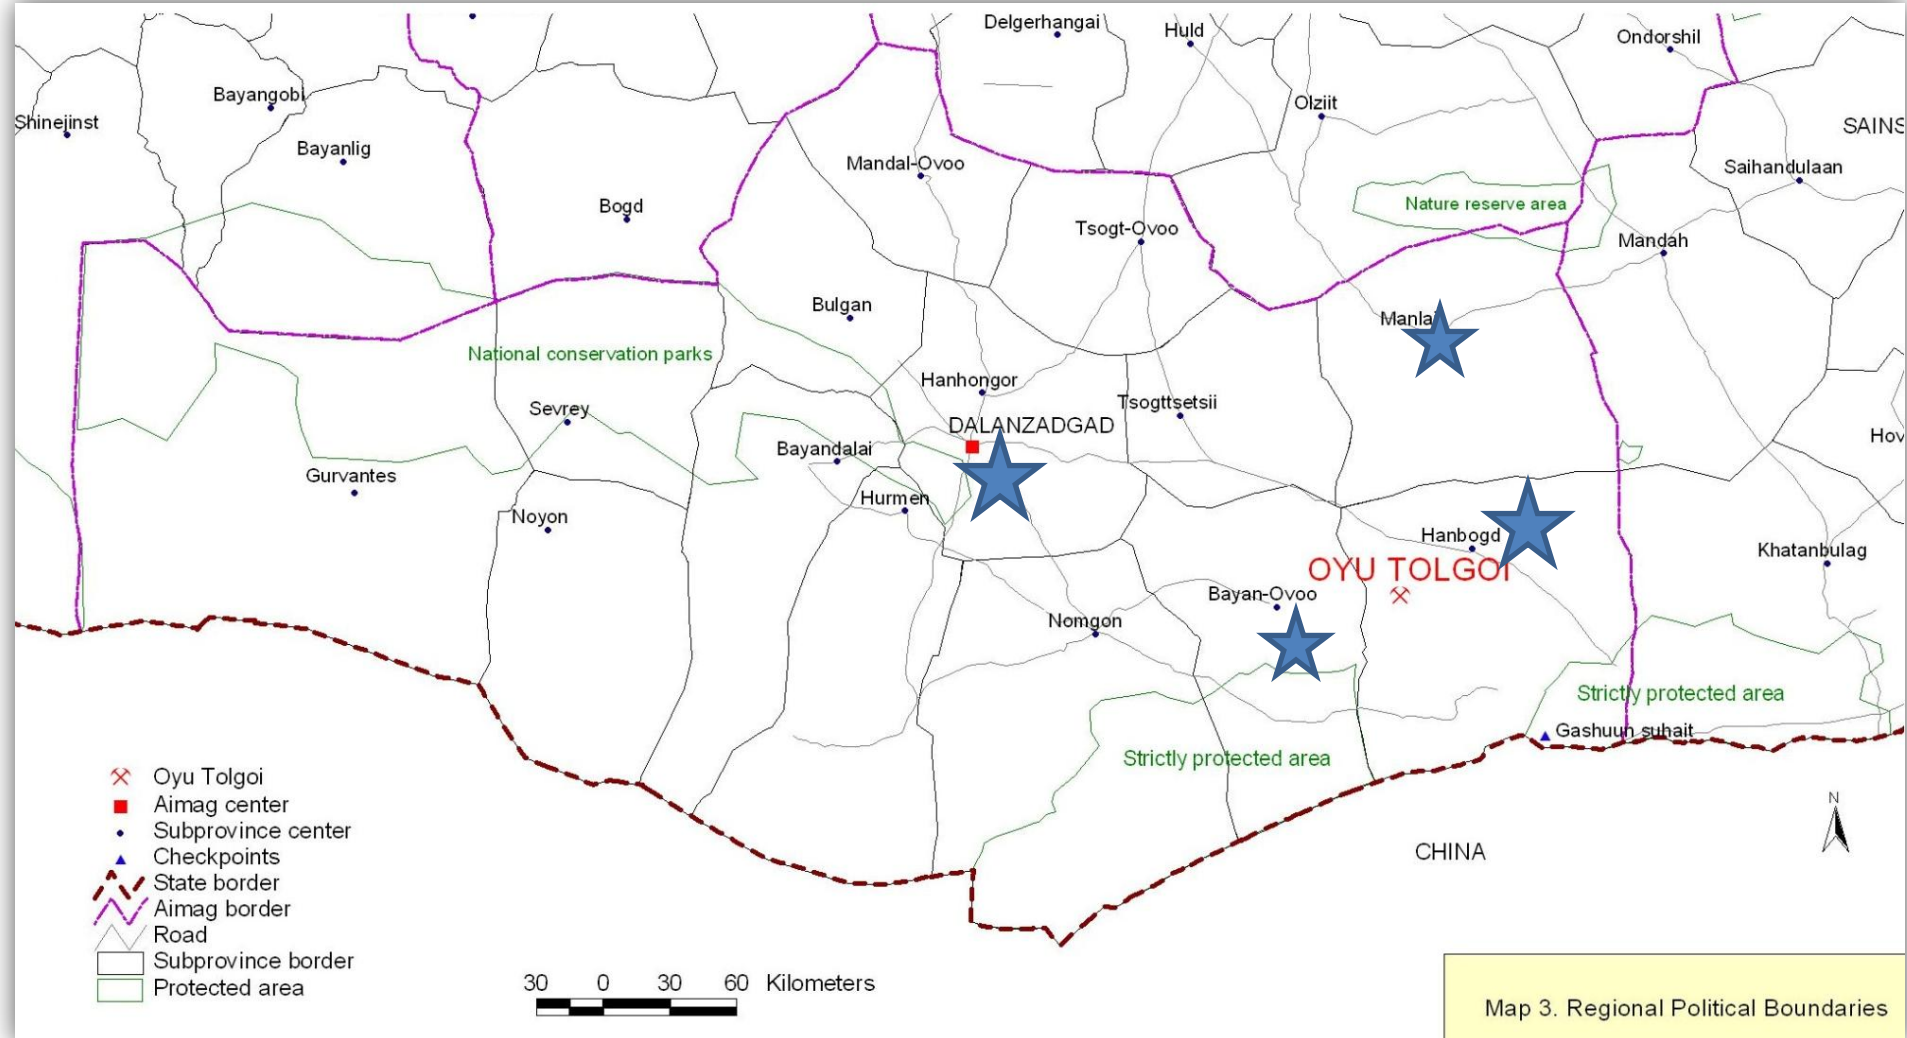 Delgerhangai
Huld
Ondorshil
Bayangobi
Olziit
Shinejinst
SAINS
Bayanlig
Mandal-Ovoo
Saihandulaan
Bogd
Nature reserve area
Tsogt-Ovoo
Mandah
Bulgan
Manlai
National conservation parks
Hanhongor
Tsogttsetsii
Sevrey
DALANZADGAD
Hov
Bayandalai
Gurvantes
Hurmen
Noyon
Hanbogd
Khatanbulag
OYU TOLGOI
Bayan-Ovoo
Nomgon
Strictly protected area
Gashuun suhait
Strictly protected area
Oyu Tolgoi
Aimag center
Subprovince center
Checkpoints
State border
Aimag border
Road
Subprovince border
Protected area
N
CHINA
30 0 30 60 Kilometers
Map 3. Regional Political Boundaries